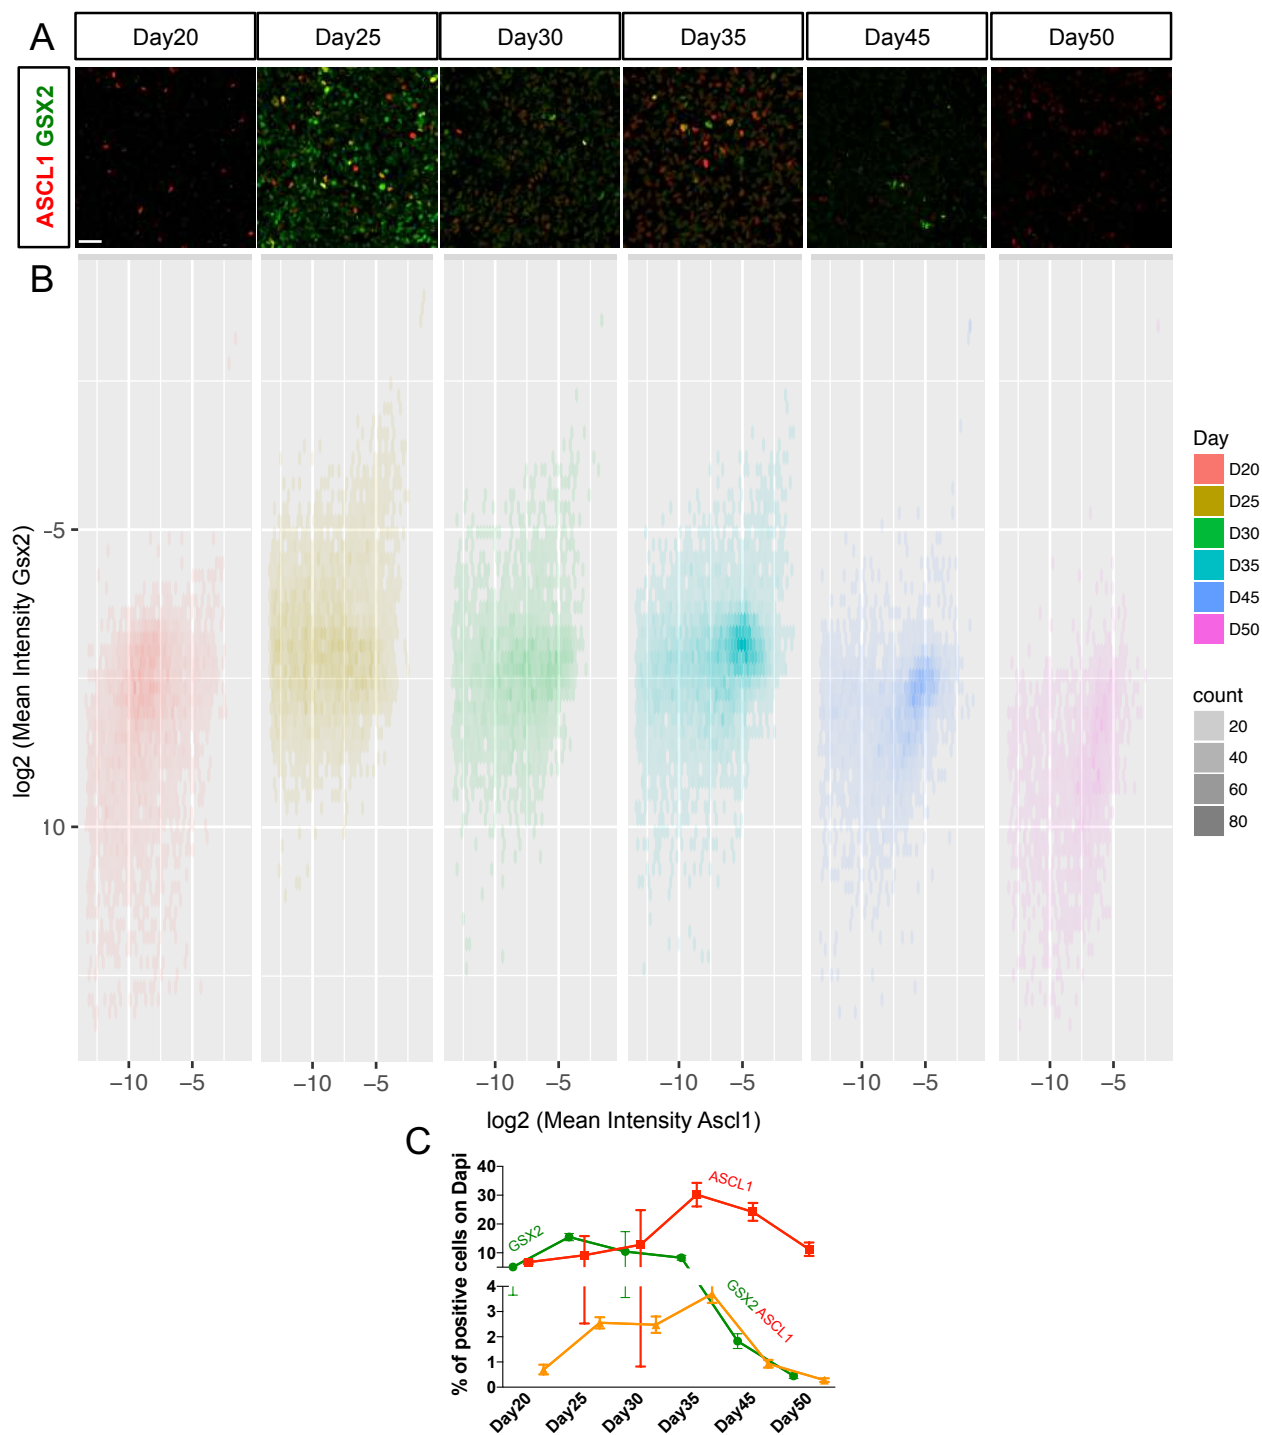 A
Day20 Day25 Day30 Day35 Day45 Day50
ASCL1 GSX2
B
log2 (Mean Intensity Gsx2)
−5
10
−10 −5 −10 −5 −10 −5 −10 −5 −10 −5 −10 −5
log2 (Mean Intensity Ascl1)
Day
D20
D25
D30
D35
D45
D50
count
20
40
60
80
C
% of positive cells on Dapi
40
30
20
10
4
3
2
1
0
GSX2
ASCL1
GSX2 ASCL1
Day20 Day25 Day30 Day35 Day45 Day50